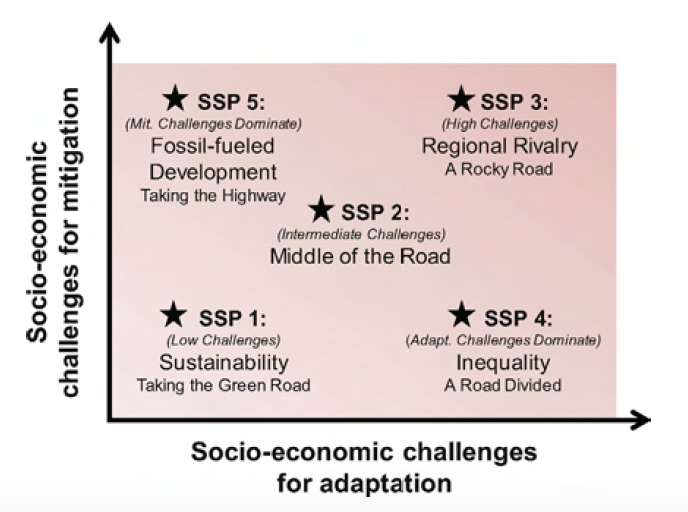 Socio-economic
challenges for mitigation
SSP 5:
(Mit. Challenges Dominate)
Fossil-fueled
Development
Taking the Highway
SSP 3:
(High Challenges)
Regional Rivalry
A Rocky Road
SSP 2:
(Intermediate Challenges)
Middle of the Road
SSP 1:
(Low Challenges)
Sustainability
Taking the Green Road
SSP 4:
(Adapt. Challenges Dominate)
Inequality
A Road Divided
Socio-economic challenges
for adaptation